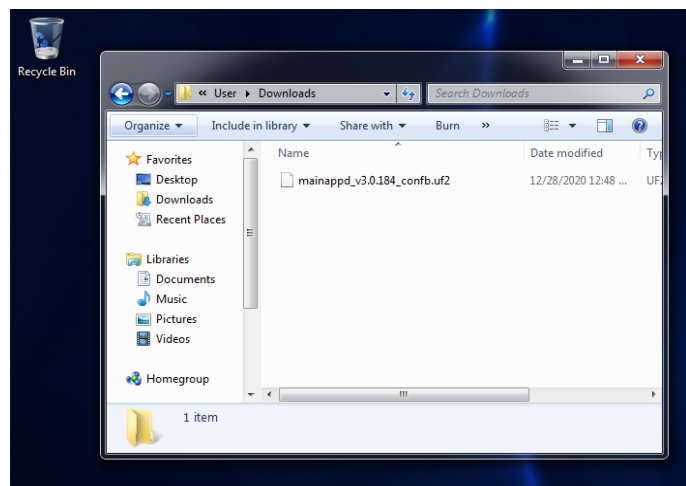 Recycle Bin
« User ▸ Downloads
Search Downloads
Organize Include in library Share with Burn »
Favorites
Desktop
Downloads
Recent Places
Libraries
Documents
Music
Pictures
Videos
Homegroup
Name Date modified
mainappd_v3.0.184_confb.uf2 12/28/2020 12:48 ...
1 item